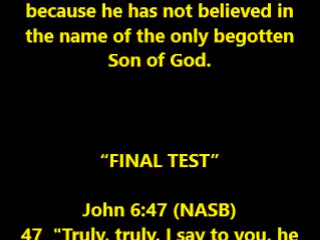 because he has not believed in
the name of the only begotten
Son of God.
“FINAL TEST”
John 6:47 (NASB)
47 "Truly, truly, I say to you, he